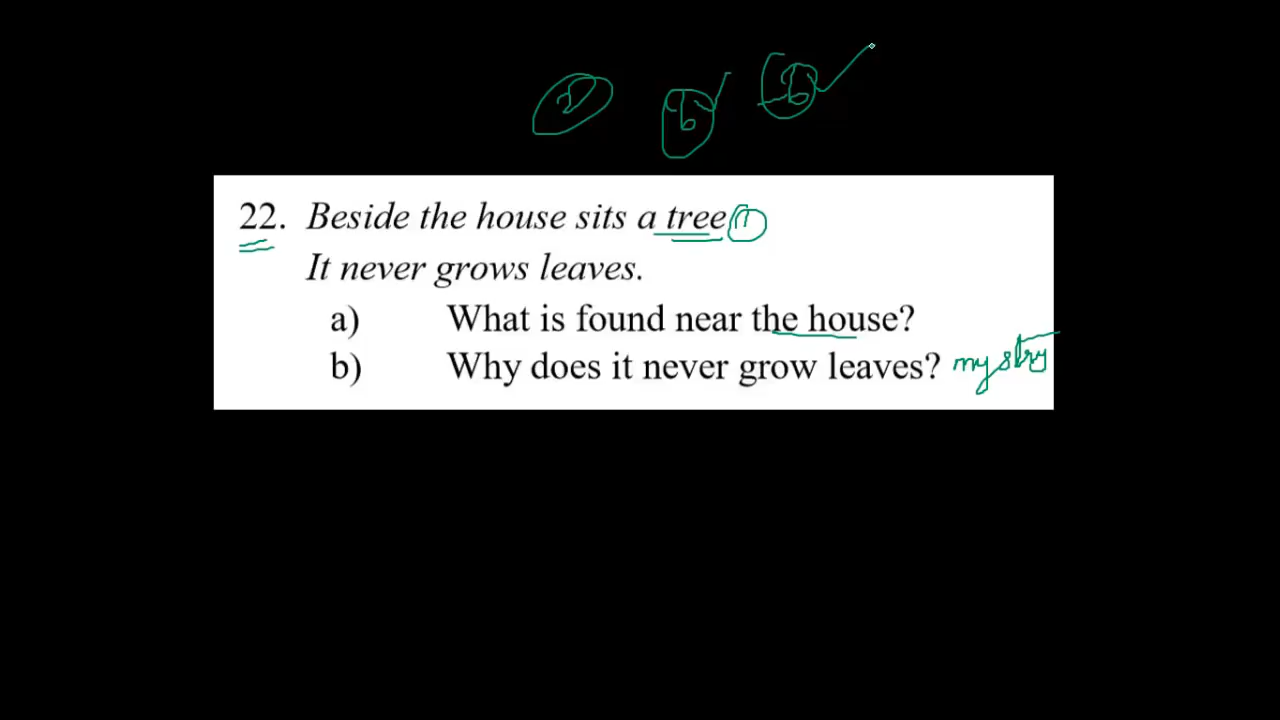 b b
22. Beside the house sits a tree 1
It never grows leaves.
a) What is found near the house?
b) Why does it never grow leaves? mystry